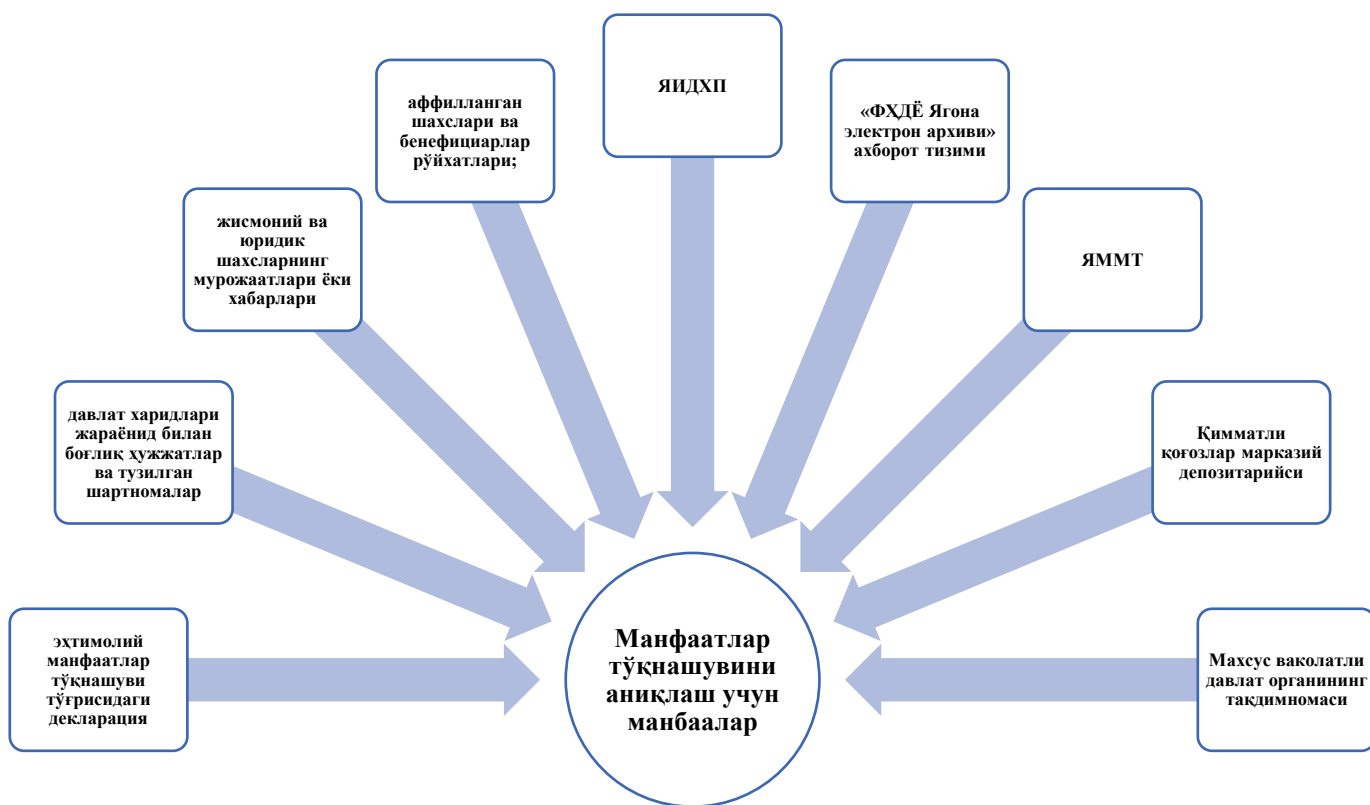 ЯИДХП
аффилланган
шахслари ва
бенефициарлар
рўйхатлари;
«ФҲДЁ Ягона
электрон архиви»
ахборот тизими
жисмоний ва
юридик
шахсларнинг
мурожаатлари ёки
хабарлари
ЯММТ
давлат харидлари
жараёнид билан
боғлиқ ҳужжатлар
ва тузилган
шартномалар
Қимматли
қоғозлар марказий
депозитарийси
эҳтимолий
манфаатлар
тўқнашуви
тўғрисидаги
декларация
Манфаатлар
тўқнашувини
аниқлаш учун
манбаалар
Махсус ваколатли
давлат органининг
тақдимномаси